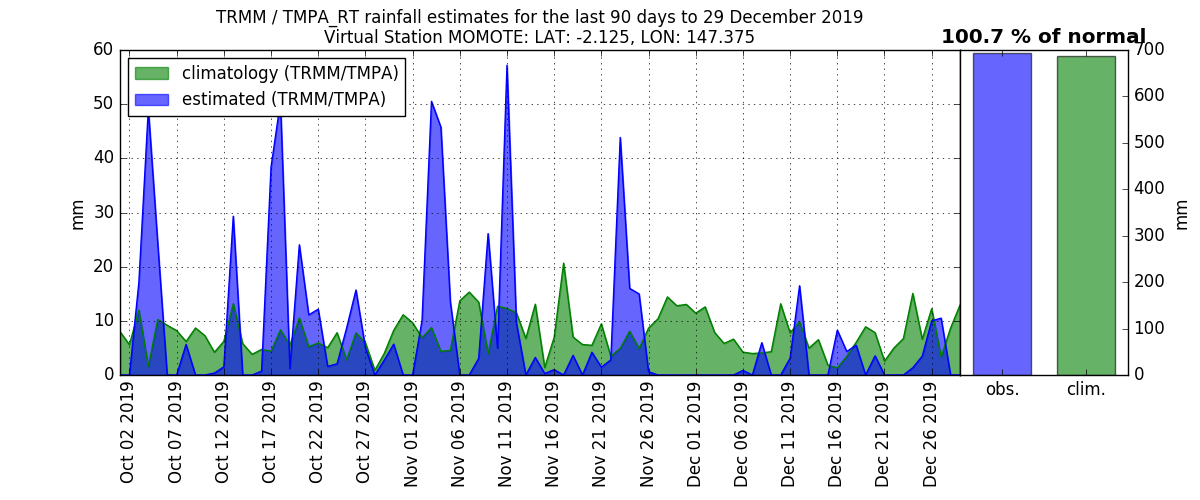 TRMM / TMPA_RT rainfall estimates for the last 90 days to 29 December 2019
Virtual Station MOMOTE: LAT: -2.125, LON: 147.375
100.7 % of normal
climatology (TRMM/TMPA)
estimated (TRMM/TMPA)
mm
60
50
40
30
20
10
0
Oct 02 2019
Oct 07 2019
Oct 12 2019
Oct 17 2019
Oct 22 2019
Oct 27 2019
Nov 01 2019
Nov 06 2019
Nov 11 2019
Nov 16 2019
Nov 21 2019
Nov 26 2019
Dec 01 2019
Dec 06 2019
Dec 11 2019
Dec 16 2019
Dec 21 2019
Dec 26 2019
obs.
clim.
700
600
500
400
300
200
100
0
mm